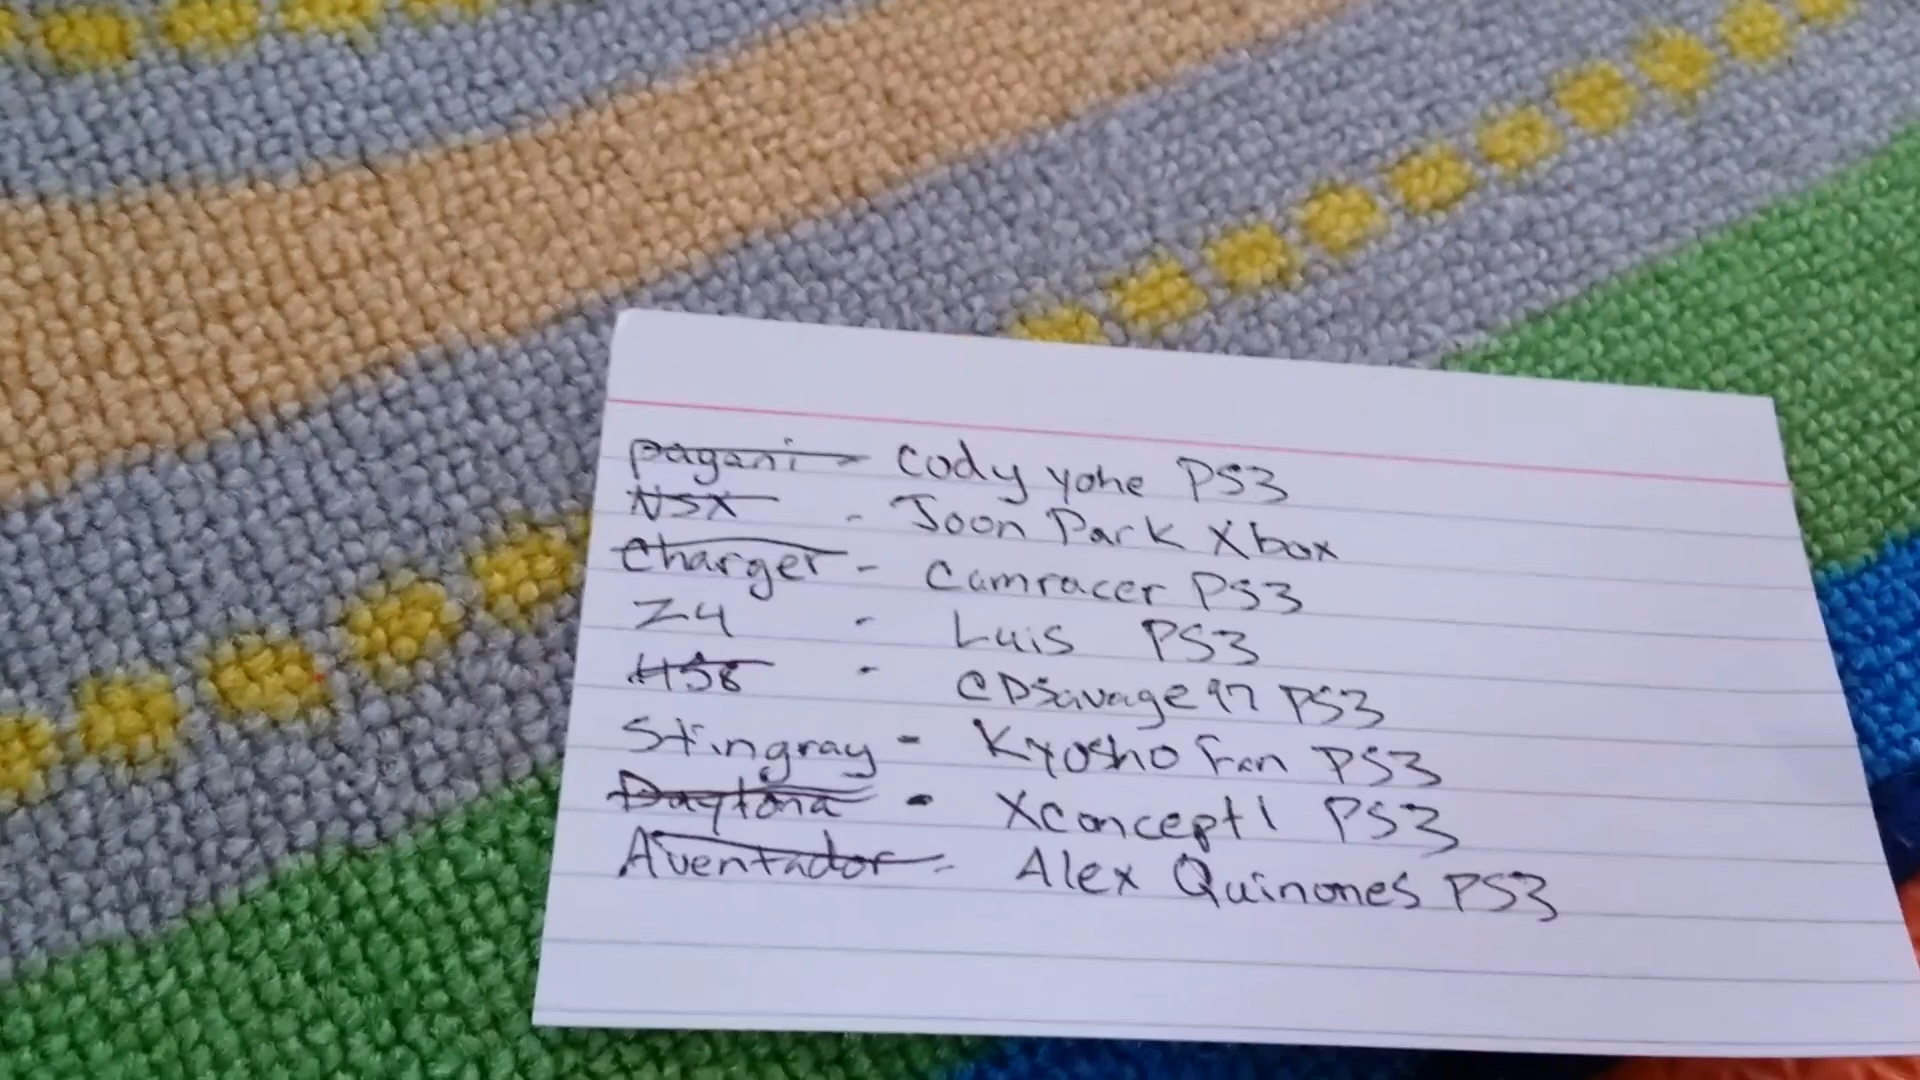 Pagani - Cody yohe PS3
NSX - Joon Park Xbox
Charger - Camracer PS3
Z4 - Luis PS3
458 - CDSavage97 PS3
Stingray - Kyosho Fan PS3
Daytona - Xconcept1 PS3
Aventador - Alex Quinones PS3